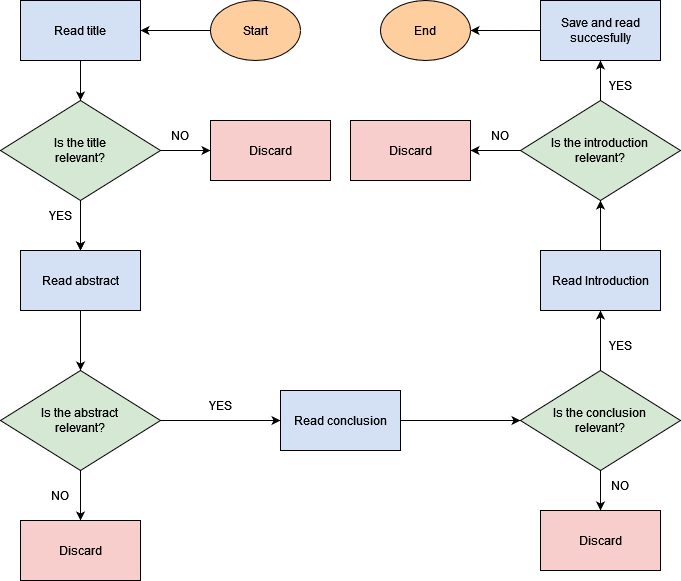 Read title
Start
End
Save and read
succesfully
YES
Is the title
relevant?
NO
Discard
Discard
NO
Is the introduction
relevant?
YES
Read abstract
Read Introduction
YES
Is the abstract
relevant?
YES
Read conclusion
Is the conclusion
relevant?
NO
NO
Discard
Discard